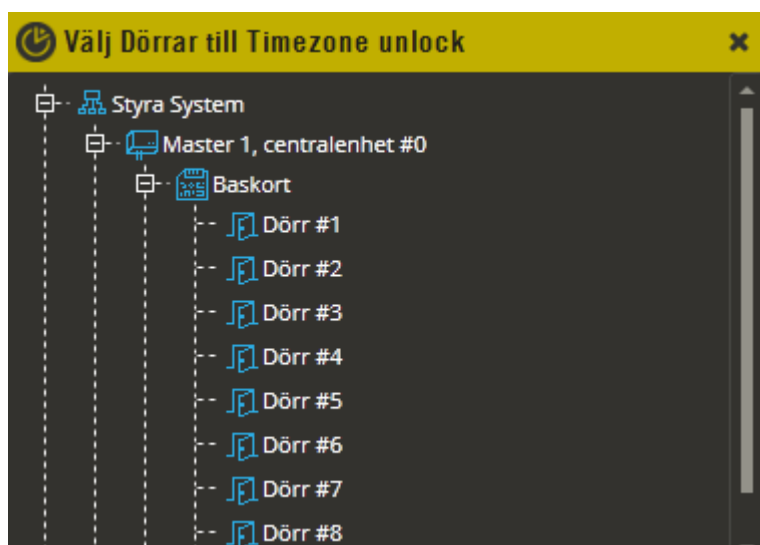 Välj Dörrar till Timezone unlock
Styra System
Master 1, centralenhet #0
Baskort
Dörr #1
Dörr #2
Dörr #3
Dörr #4
Dörr #5
Dörr #6
Dörr #7
Dörr #8